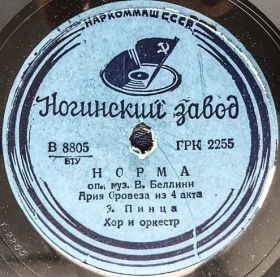 НАРКОММАШ СССР
Ногинский завод
В 8805 ГРК 2255
ВТУ
НОРМА
оп., муз. В. Беллини
Ария Оровеза из 4 акта
Э. Пинца
Хор и оркестр